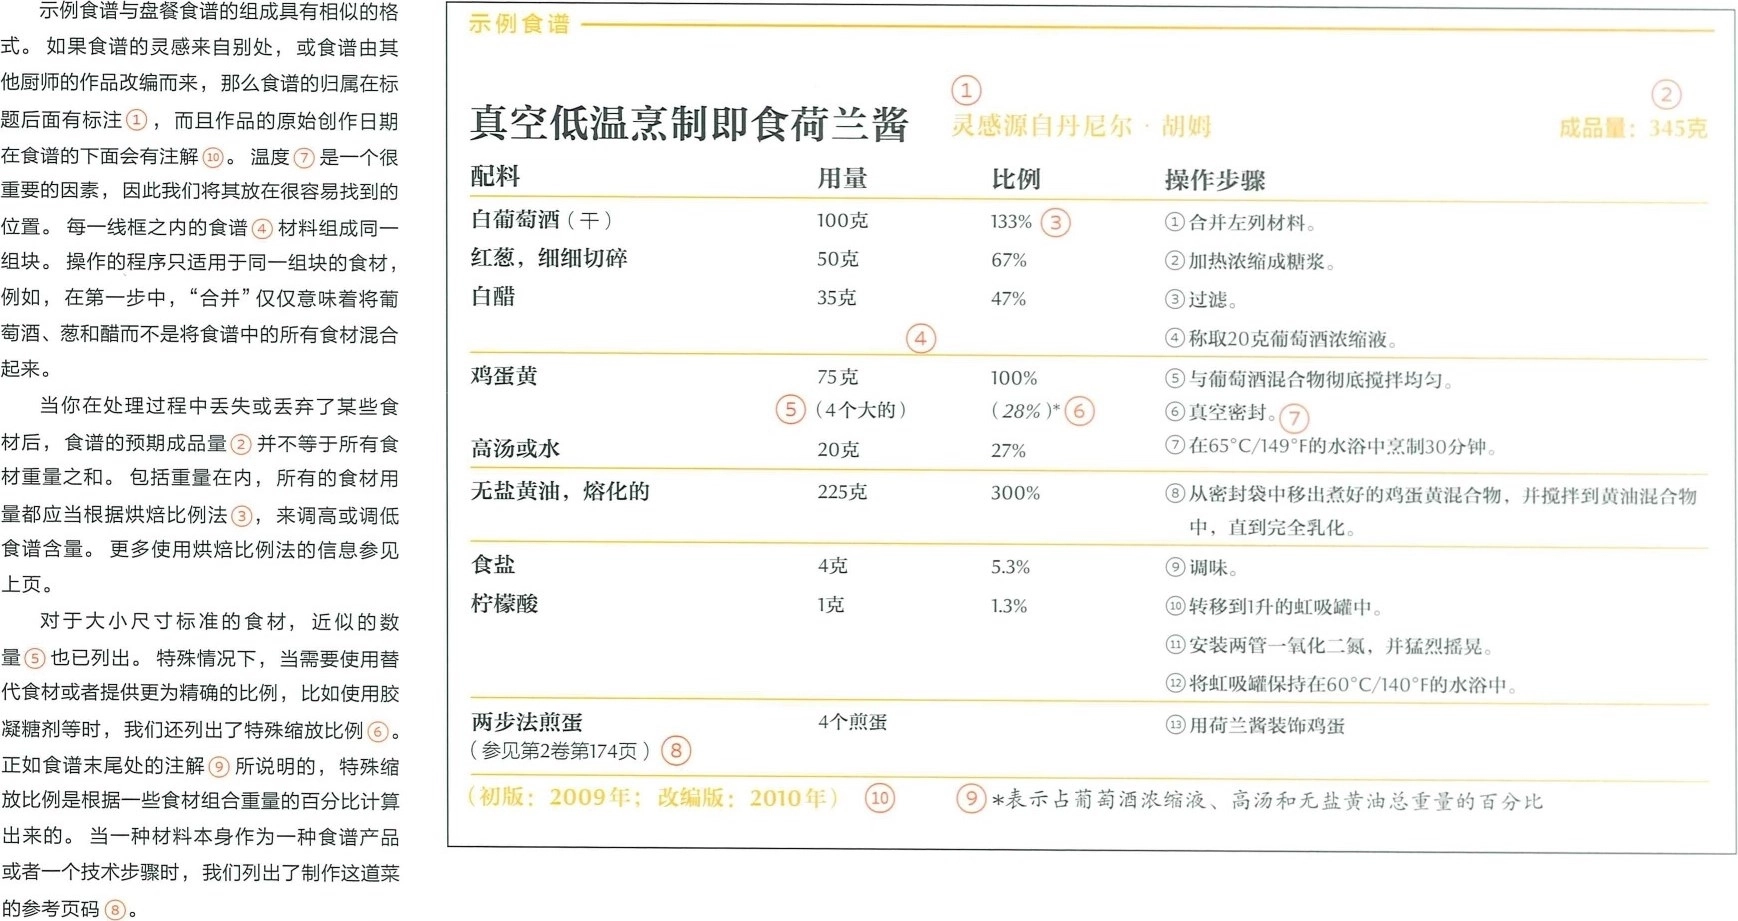 示例食谱与盘餐食谱的组成具有相似的格
式。 如果食谱的灵感来自别处，或食谱由其
他厨师的作品改编而来，那么食谱的归属在标
题后面有标注①，而且作品的原始创作日期
在食谱的下面会有注解⑩。 温度⑦是一个很
重要的因素，因此我们将其放在很容易找到的
位置。 每一线框之内的食谱④材料组成同一
组块。 操作的程序只适用于同一组块的食材，
例如，在第一步中，“合并”仅仅意味着将葡
萄酒、葱和醋而不是将食谱中的所有食材混合
起来。
当你在处理过程中丢失或丢弃了某些食
材后，食谱的预期成品量②并不等于所有食
材重量之和。 包括重量在内，所有的食材用
量都应当根据烘焙比例法③，来调高或调低
食谱含量。 更多使用烘焙比例法的信息参见
上页。
对于大小尺寸标准的食材，近似的数
量⑤也已列出。 特殊情况下，当需要使用替
代食材或者提供更为精确的比例，比如使用胶
凝糖剂等时，我们还列出了特殊缩放比例⑥。
正如食谱末尾处的注解⑨所说明的，特殊缩
放比例是根据一些食材组合重量的百分比计算
出来的。 当一种材料本身作为一种食谱产品
或者一个技术步骤时，我们列出了制作这道菜
的参考页码⑧。
示例食谱
真空低温烹制即食荷兰酱 ① 灵感源自丹尼尔·胡姆 ② 成品量：345克
配料 用量 比例 操作步骤
白葡萄酒（干） 100克 133% ③ ①合并左列材料。
红葱，细细切碎 50克 67% ②加热浓缩成糖浆。
白醋 35克 47% ③过滤。
④ ④称取20克葡萄酒浓缩液。
鸡蛋黄 75克 100% ⑤与葡萄酒混合物彻底搅拌均匀。
⑤（4个大的） （28%）* ⑥ ⑥真空密封。⑦
高汤或水 20克 27% ⑦在65°C/149°F的水浴中烹制30分钟。
无盐黄油，熔化的 225克 300% ⑧从密封袋中移出煮好的鸡蛋黄混合物，并搅拌到黄油混合物
中，直到完全乳化。
食盐 4克 5.3% ⑨调味。
柠檬酸 1克 1.3% ⑩转移到1升的虹吸罐中。
⑪安装两管一氧化二氮，并猛烈摇晃。
⑫将虹吸罐保持在60°C/140°F的水浴中。
两步法煎蛋 4个煎蛋 ⑬用荷兰酱装饰鸡蛋
（参见第2卷第174页）⑧
（初版：2009年；改编版：2010年） ⑩ ⑨*表示占葡萄酒浓缩液、高汤和无盐黄油总重量的百分比